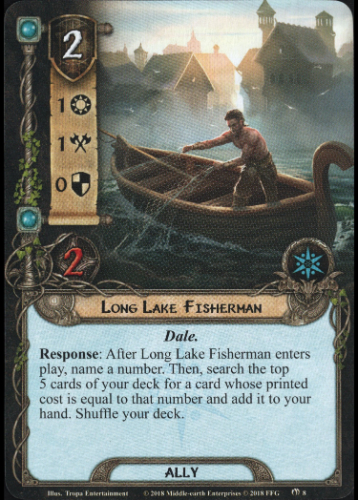 2
1
1
0
2
Long Lake Fisherman
Dale.
Response: After Long Lake Fisherman enters
play, name a number. Then, search the top
5 cards of your deck for a card whose printed
cost is equal to that number and add it to your
hand. Shuffle your deck.
ALLY
Illus. Tropa Entertainment © 2018 Middle-earth Enterprises © 2018 FFG 8